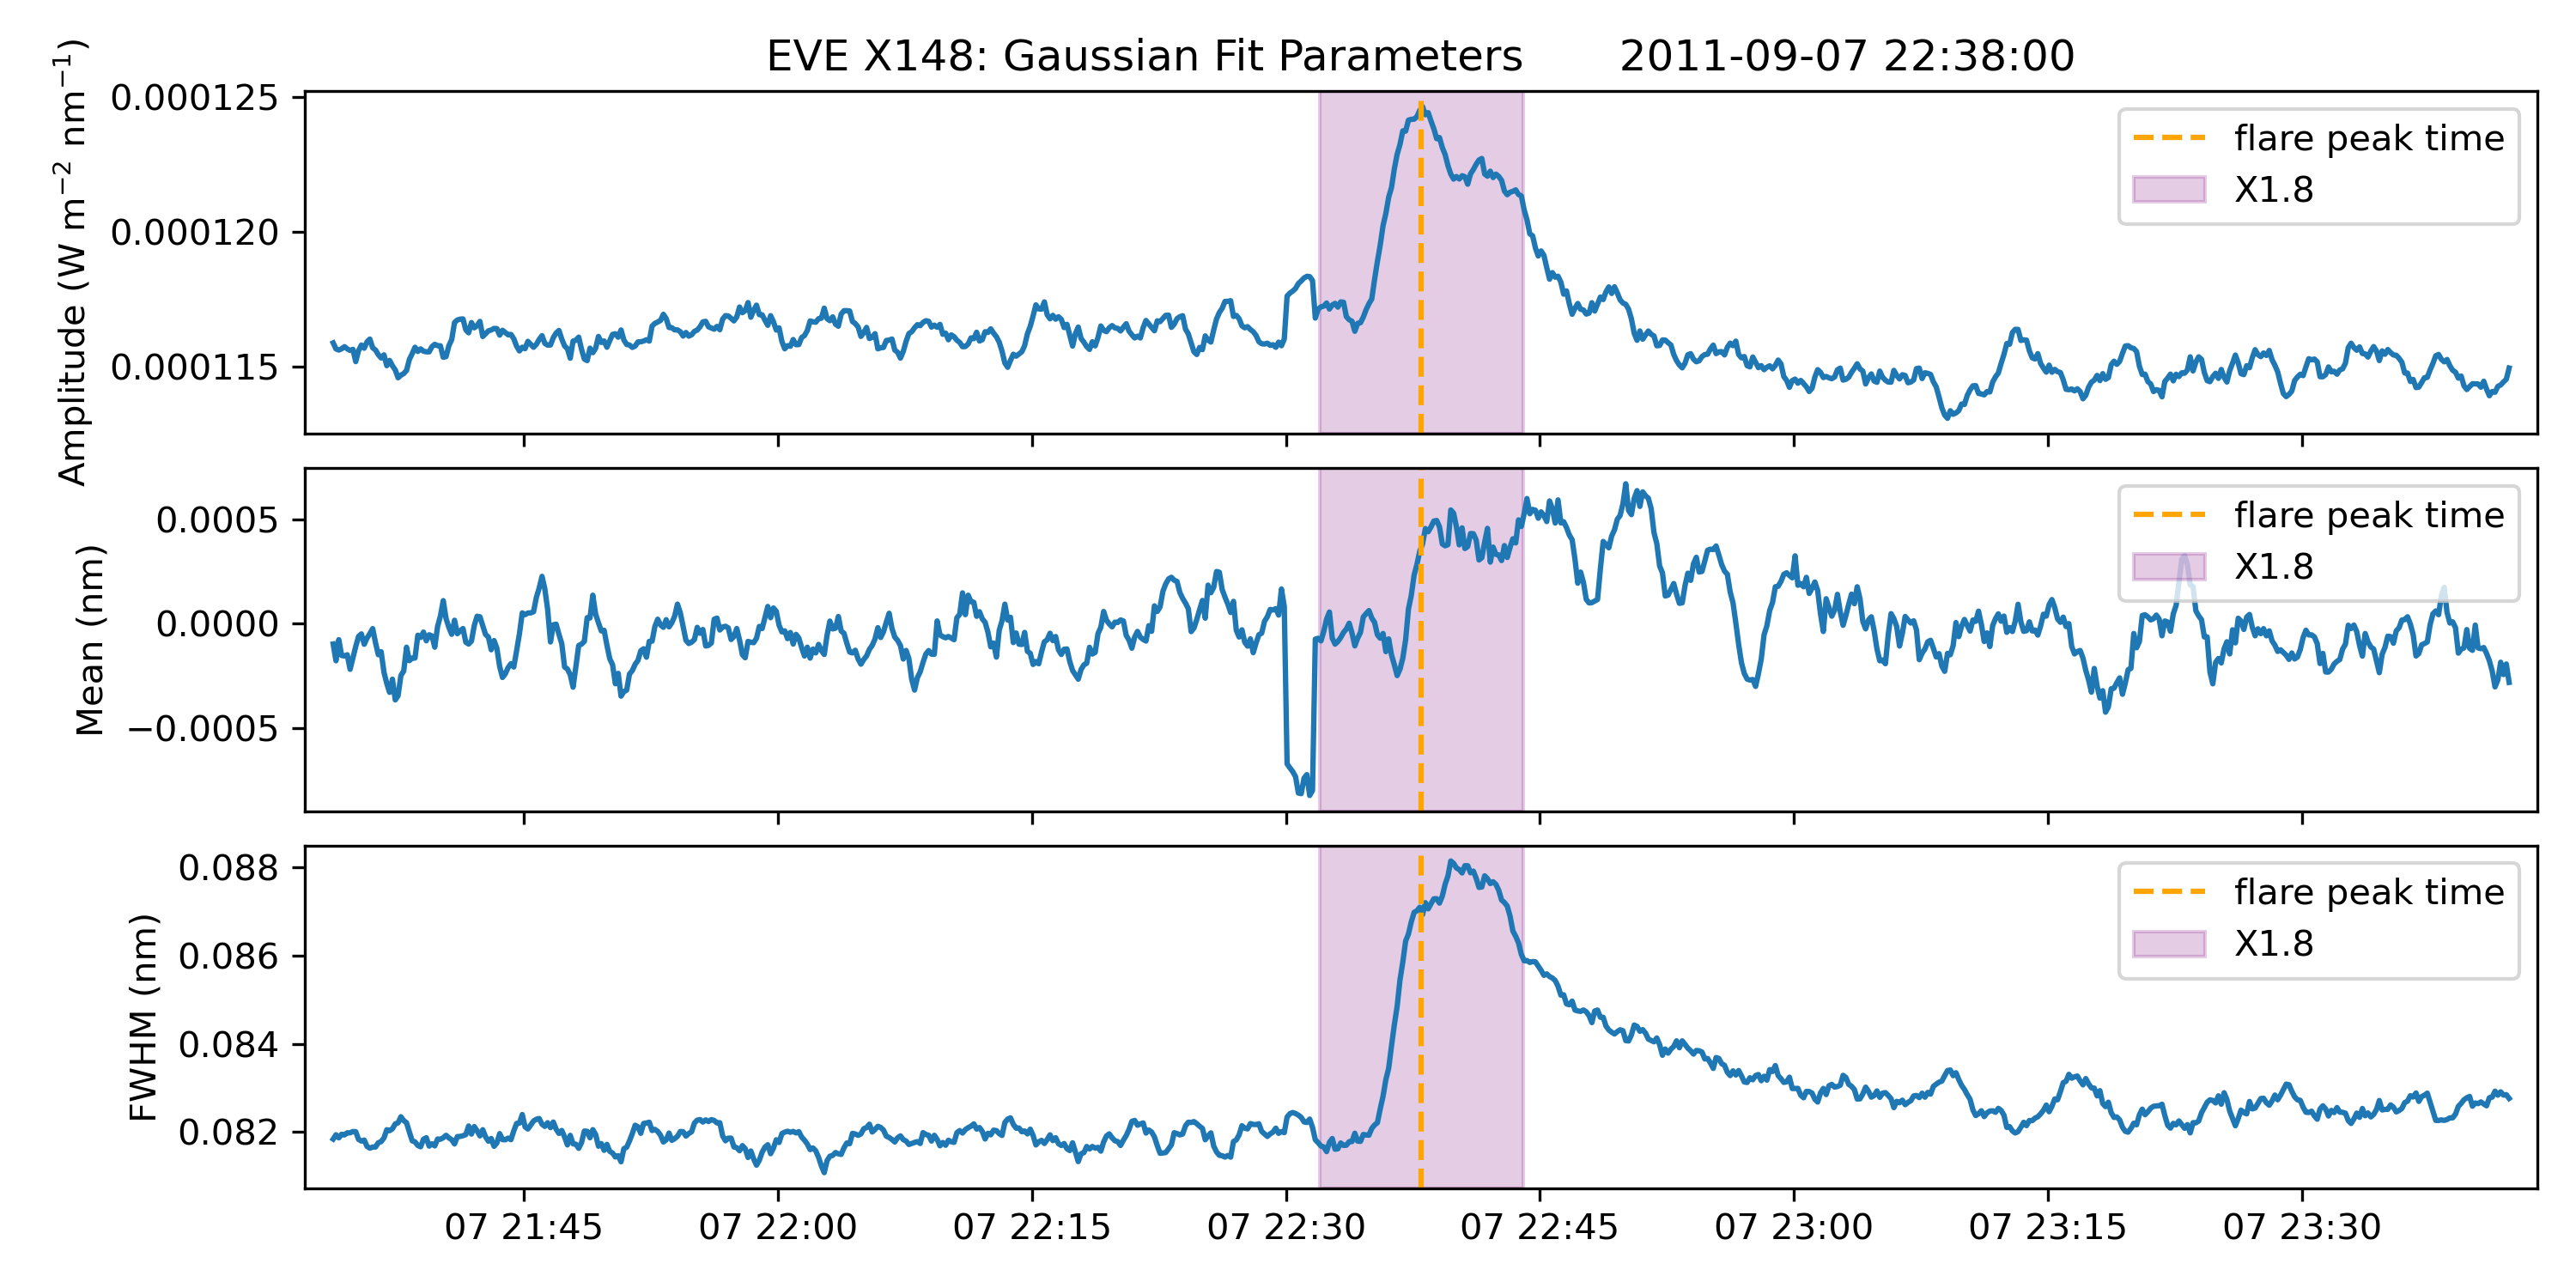 EVE X148: Gaussian Fit Parameters 2011-09-07 22:38:00
Amplitude (W m⁻² nm⁻¹)
0.000125
0.000120
0.000115
flare peak time
X1.8
Mean (nm)
0.0005
0.0000
−0.0005
flare peak time
X1.8
FWHM (nm)
0.088
0.086
0.084
0.082
flare peak time
X1.8
07 21:45 07 22:00 07 22:15 07 22:30 07 22:45 07 23:00 07 23:15 07 23:30